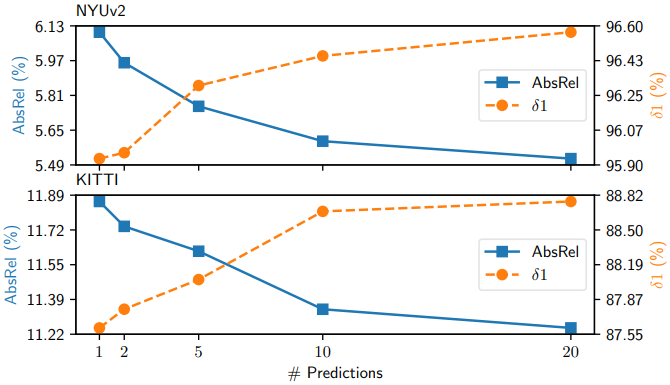 NYUv2
6.13
5.97
5.81
5.65
5.49
AbsRel (%)
96.60
96.43
96.25
96.07
95.90
δ1 (%)
AbsRel
δ1
KITTI
11.89
11.72
11.55
11.39
11.22
AbsRel (%)
88.82
88.50
88.19
87.87
87.55
δ1 (%)
AbsRel
δ1
1 2 5 10 20
# Predictions